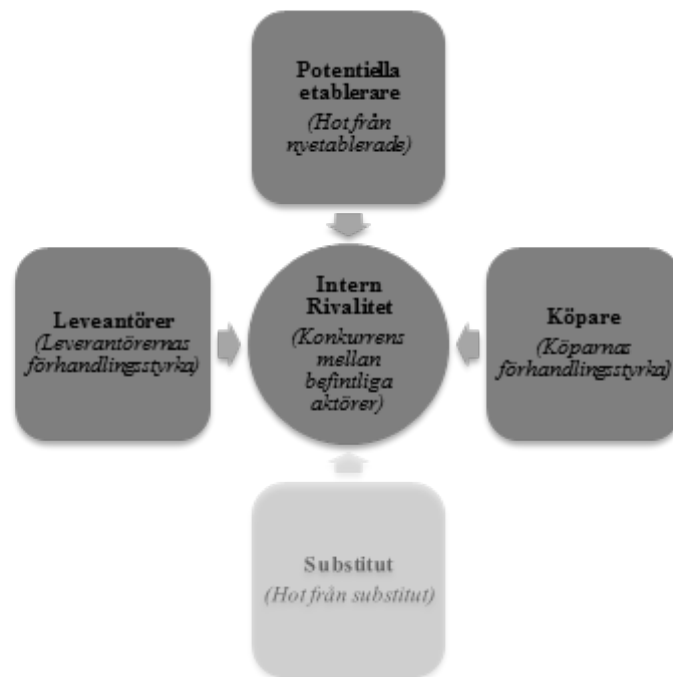 Potentiella
etablerare
(Hot från
nyetablerade)
Leveantörer
(Leverantörernas
förhandlingsstyrka)
Intern
Rivalitet
(Konkurrens
mellan
befintliga
aktörer)
Köpare
(Köparnas
förhandlingsstyrka)
Substitut
(Hot från substitut)